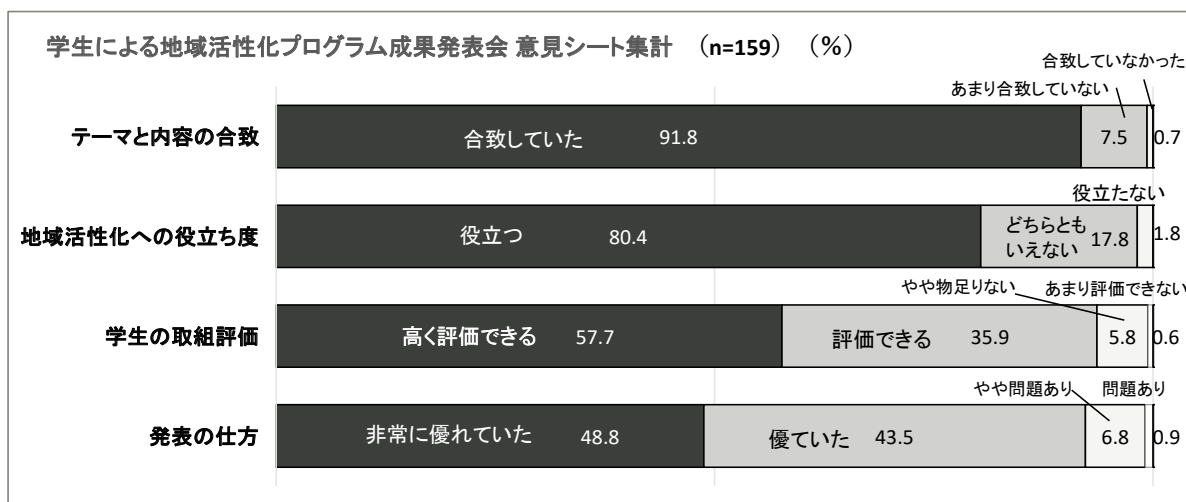 学生による地域活性化プログラム成果発表会 意見シート集計 （n=159）（%）
合致していなかった
あまり合致していない
テーマと内容の合致
合致していた 91.8
7.5
0.7
役立たない
地域活性化への役立ち度
役立つ 80.4
どちらとも
いえない 17.8
1.8
やや物足りない
あまり評価できない
学生の取組評価
高く評価できる 57.7
評価できる 35.9
5.8
0.6
やや問題あり
問題あり
発表の仕方
非常に優れていた 48.8
優ていた 43.5
6.8
0.9